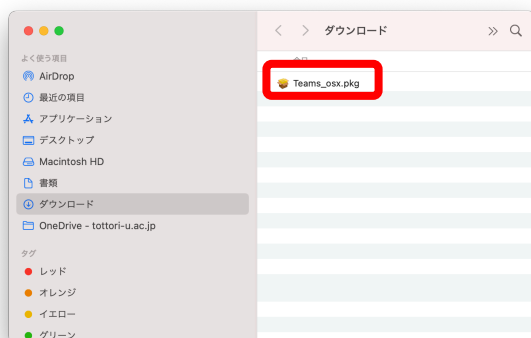 ダウンロード
よく使う項目
今日
AirDrop
Teams_osx.pkg
最近の項目
アプリケーション
デスクトップ
Macintosh HD
書類
ダウンロード
OneDrive - tottori-u.ac.jp
タグ
レッド
オレンジ
イエロー
グリーン